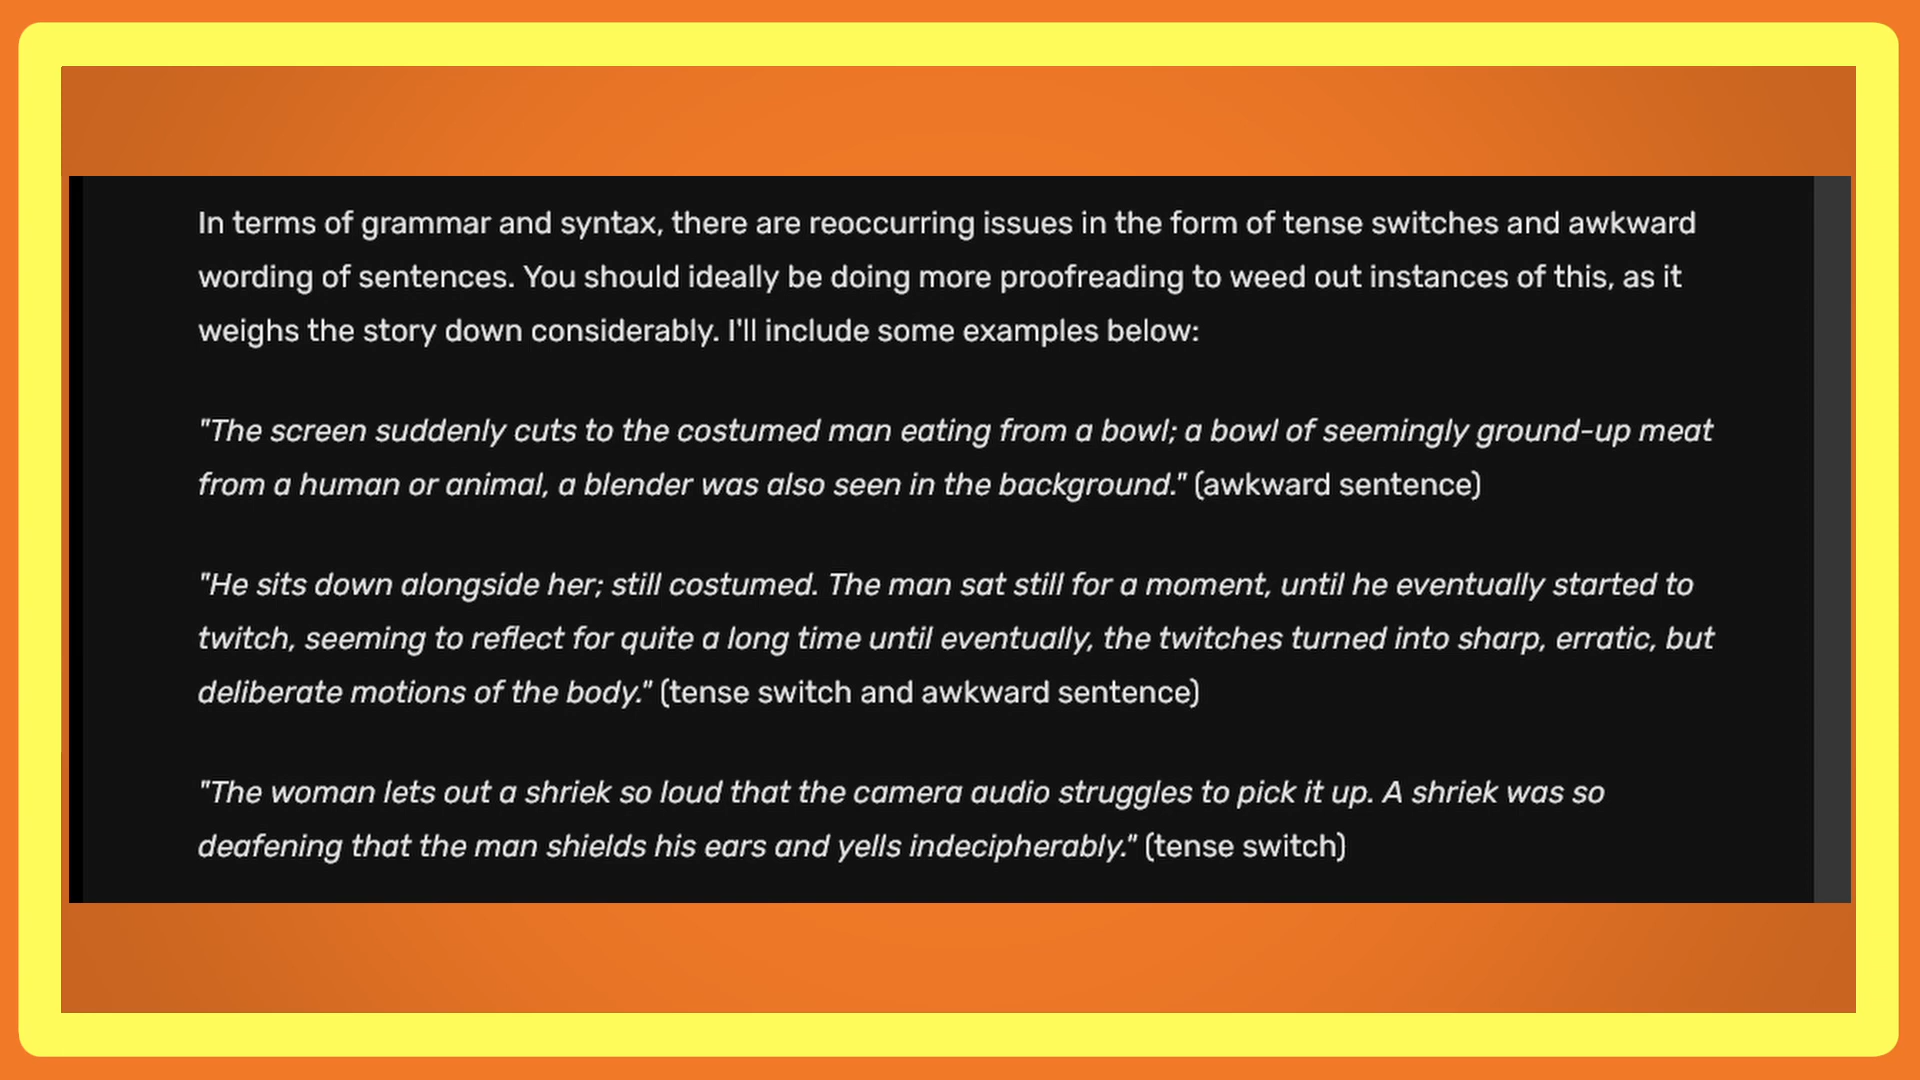 In terms of grammar and syntax, there are reoccurring issues in the form of tense switches and awkward
wording of sentences. You should ideally be doing more proofreading to weed out instances of this, as it
weighs the story down considerably. I'll include some examples below:
"The screen suddenly cuts to the costumed man eating from a bowl; a bowl of seemingly ground-up meat
from a human or animal, a blender was also seen in the background." (awkward sentence)
"He sits down alongside her; still costumed. The man sat still for a moment, until he eventually started to
twitch, seeming to reflect for quite a long time until eventually, the twitches turned into sharp, erratic, but
deliberate motions of the body." (tense switch and awkward sentence)
"The woman lets out a shriek so loud that the camera audio struggles to pick it up. A shriek was so
deafening that the man shields his ears and yells indecipherably." (tense switch)